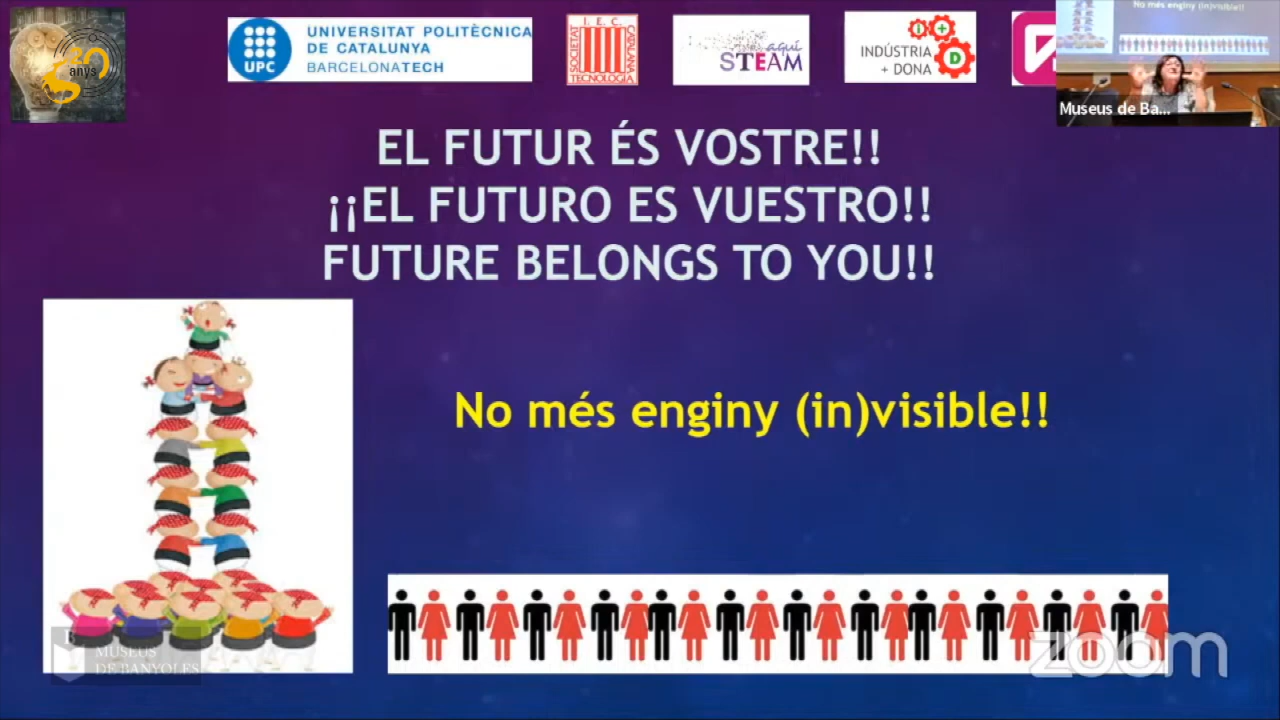 20
anys
UPC
UNIVERSITAT POLITÈCNICA
DE CATALUNYA
BARCELONATECH
I. E. C.
SOCIETAT
CATALANA
TECNOLOGIA
aquí
STEAM
i +
INDÚSTRIA
+ DONA
D
No més enginy (in)visible!!
Museus de Ba...
EL FUTUR ÉS VOSTRE!!
¡¡EL FUTURO ES VUESTRO!!
FUTURE BELONGS TO YOU!!
No més enginy (in)visible!!
MUSEUS
DE BANYOLES
zoom